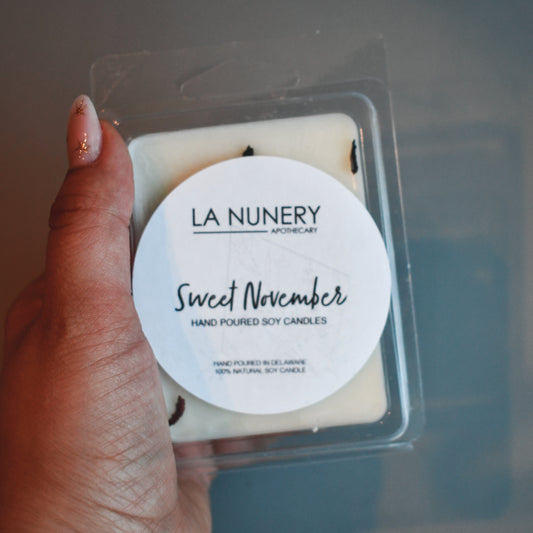 LA NUNERY
APOTHECARY
Sweet November
HAND POURED SOY CANDLES
HAND POURED IN DELAWARE
100% NATURAL SOY CANDLE